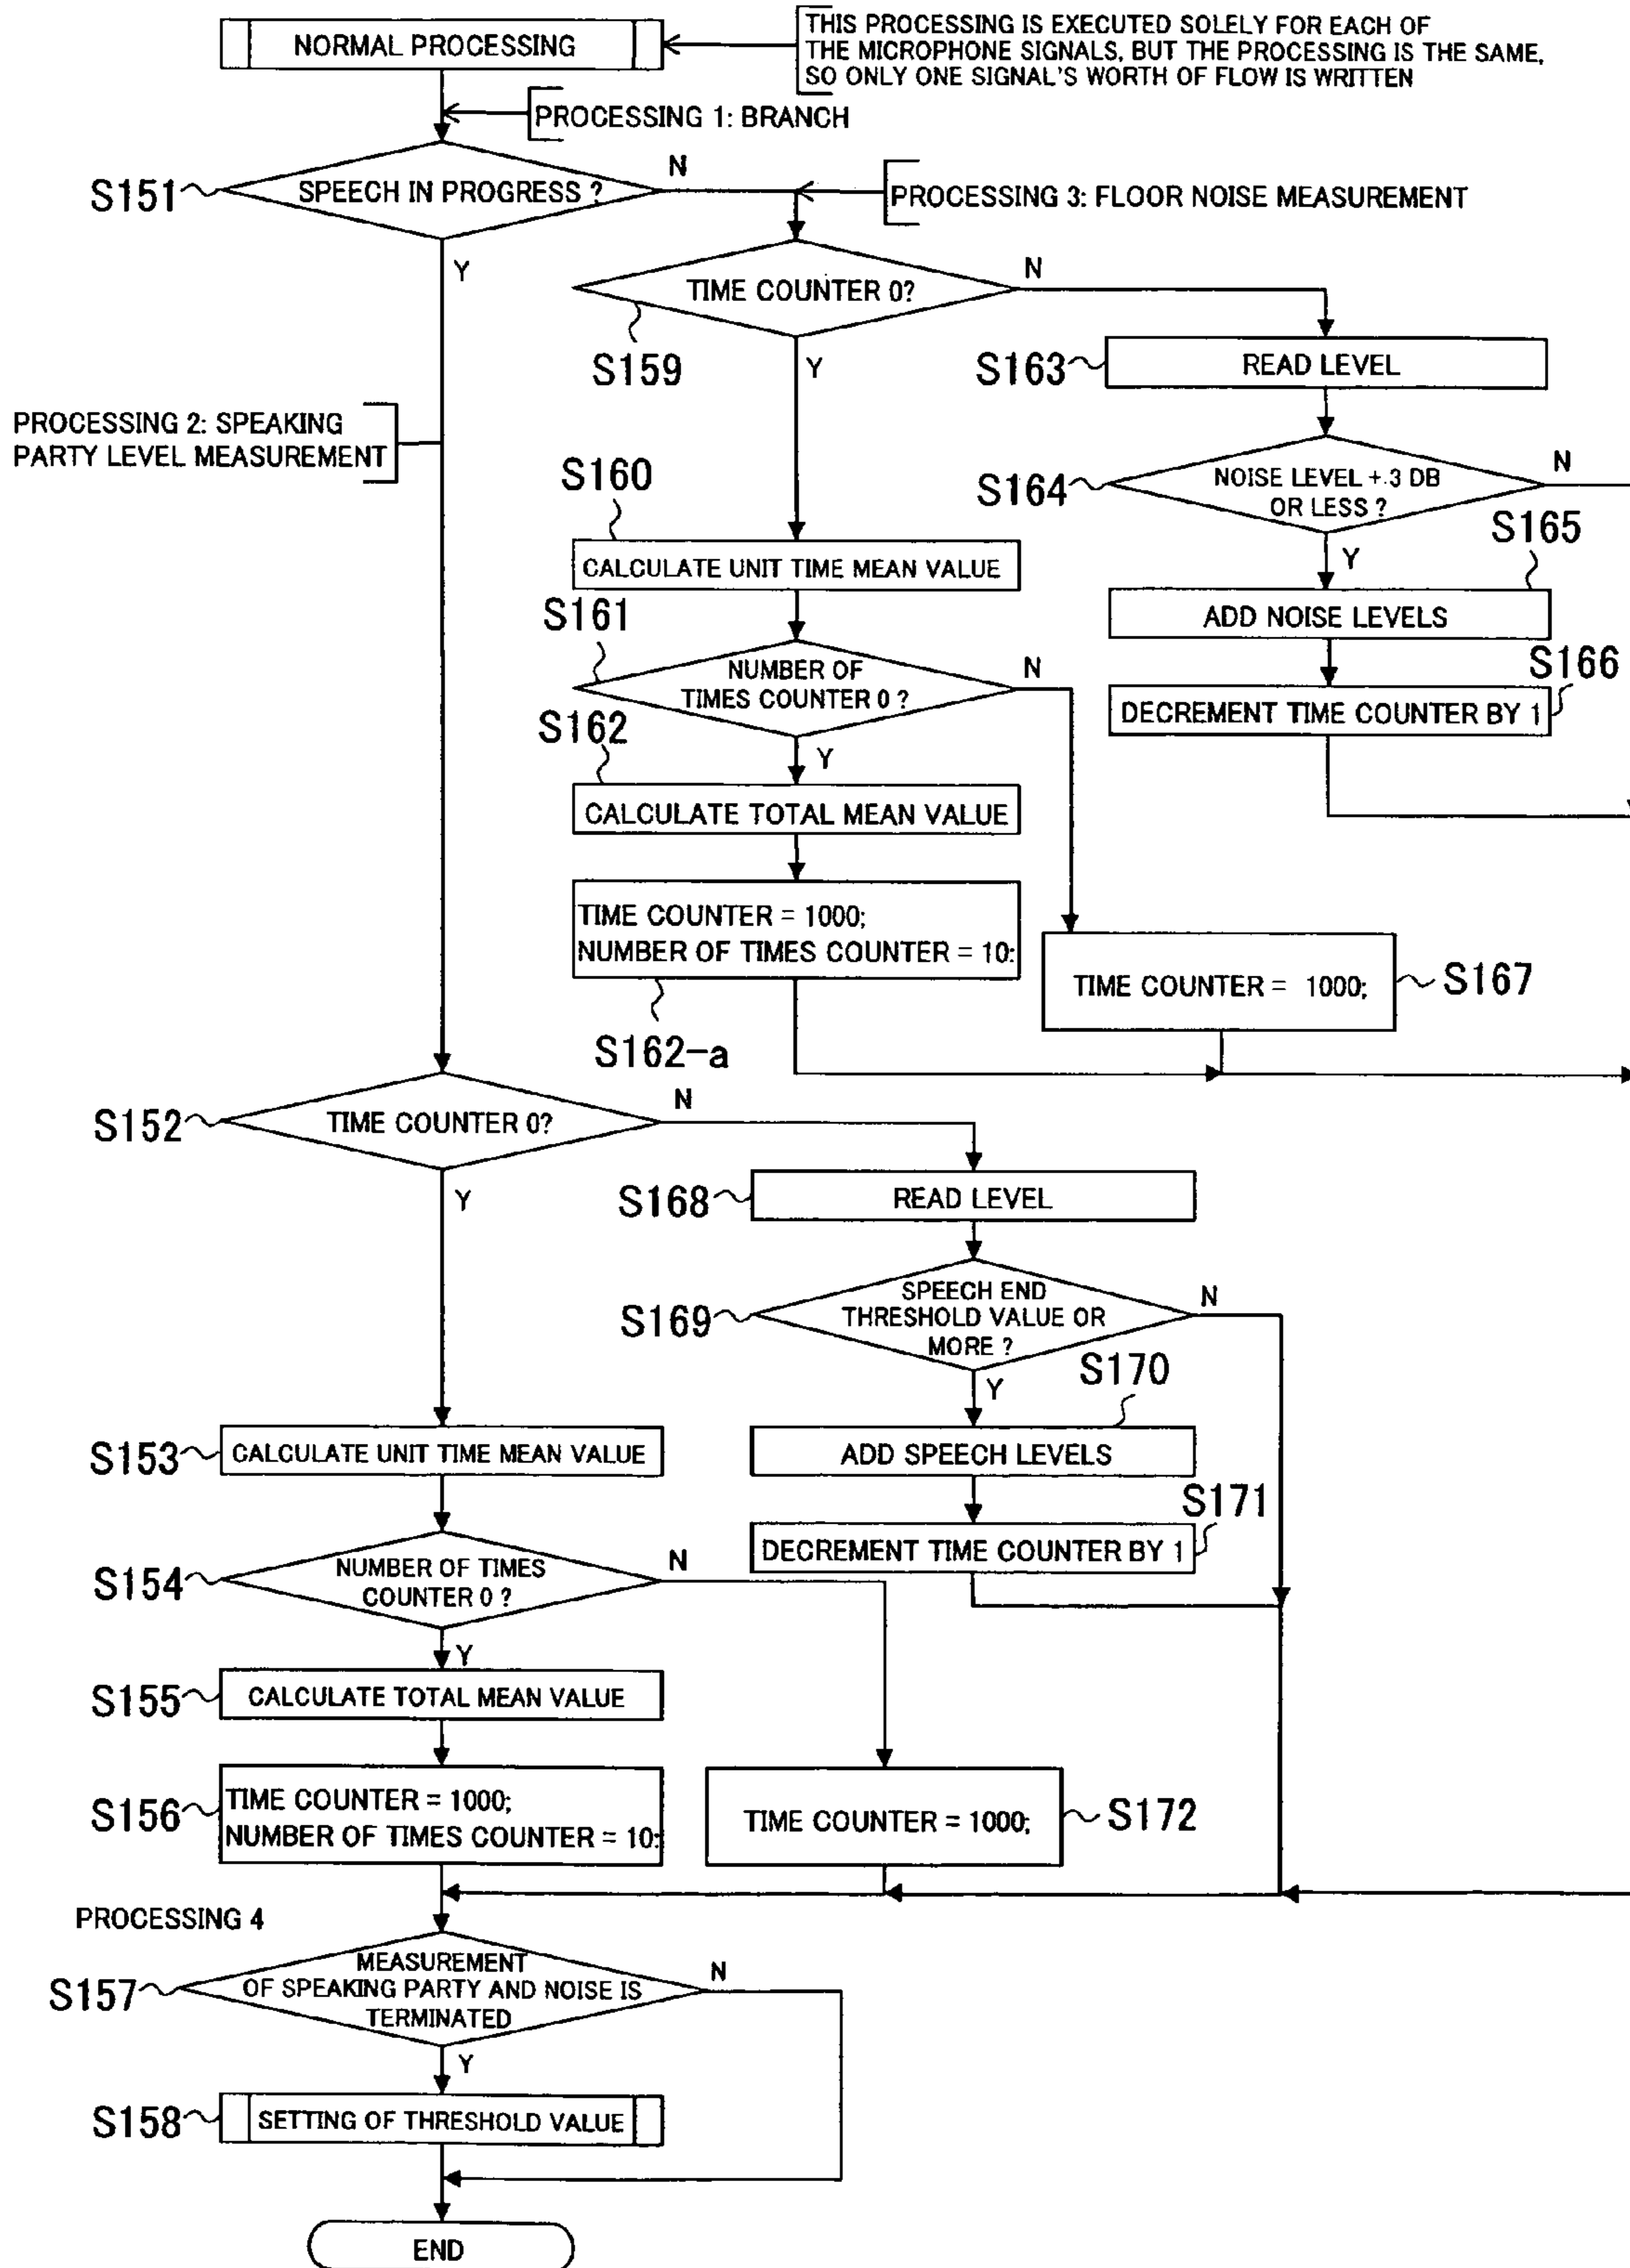 NORMAL PROCESSING
THIS PROCESSING IS EXECUTED SOLELY FOR EACH OF
THE MICROPHONE SIGNALS, BUT THE PROCESSING IS THE SAME,
SO ONLY ONE SIGNAL'S WORTH OF FLOW IS WRITTEN
PROCESSING 1: BRANCH
S151
SPEECH IN PROGRESS ?
N
Y
PROCESSING 3: FLOOR NOISE MEASUREMENT
TIME COUNTER 0?
N
Y
S159
S163
READ LEVEL
PROCESSING 2: SPEAKING
PARTY LEVEL MEASUREMENT
S164
NOISE LEVEL +.3 DB
OR LESS ?
N
Y
S160
CALCULATE UNIT TIME MEAN VALUE
S165
ADD NOISE LEVELS
S161
NUMBER OF
TIMES COUNTER 0 ?
N
Y
S166
DECREMENT TIME COUNTER BY 1
S162
CALCULATE TOTAL MEAN VALUE
TIME COUNTER = 1000;
NUMBER OF TIMES COUNTER = 10:
S162-a
TIME COUNTER = 1000;
S167
S152
TIME COUNTER 0?
N
Y
S168
READ LEVEL
S169
SPEECH END
THRESHOLD VALUE OR
MORE ?
N
Y
S170
ADD SPEECH LEVELS
S153
CALCULATE UNIT TIME MEAN VALUE
S171
DECREMENT TIME COUNTER BY 1
S154
NUMBER OF TIMES
COUNTER 0 ?
N
Y
S155
CALCULATE TOTAL MEAN VALUE
S156
TIME COUNTER = 1000;
NUMBER OF TIMES COUNTER = 10:
TIME COUNTER = 1000;
S172
PROCESSING 4
S157
MEASUREMENT
OF SPEAKING PARTY AND NOISE IS
TERMINATED
N
Y
S158
SETTING OF THRESHOLD VALUE
END